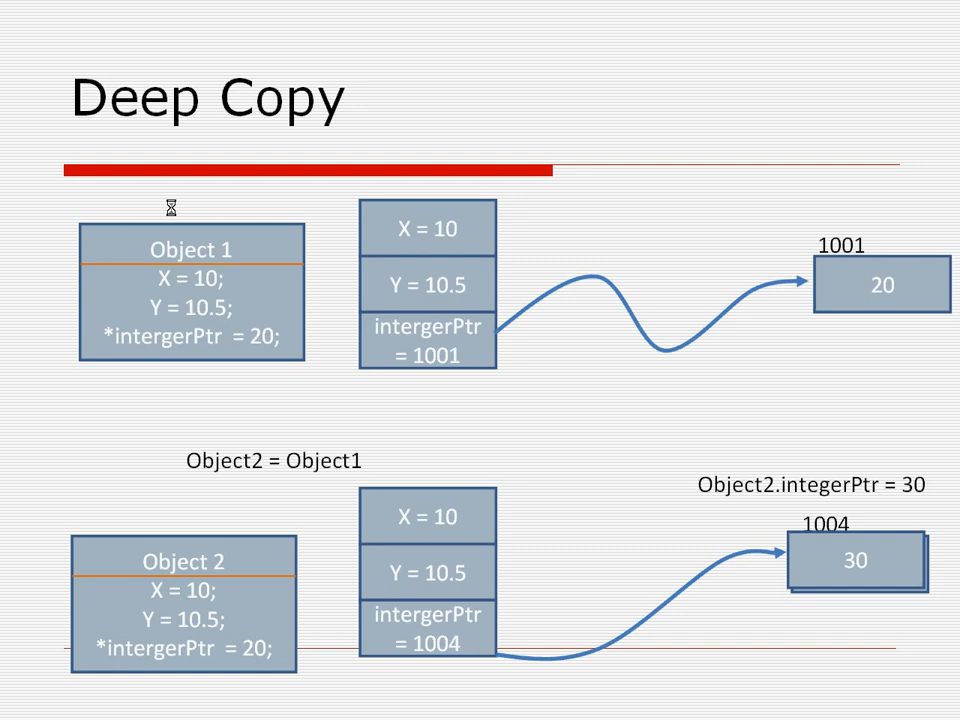 Deep Copy
Object 1
X = 10;
Y = 10.5;
*intergerPtr = 20;
X = 10
Y = 10.5
intergerPtr
= 1001
1001
20
Object2 = Object1
Object 2
X = 10;
Y = 10.5;
*intergerPtr = 20;
X = 10
Y = 10.5
intergerPtr
= 1004
Object2.integerPtr = 30
1004
30